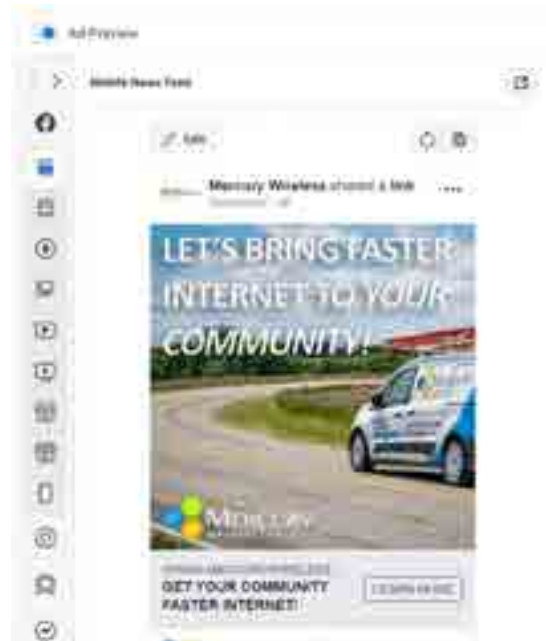 Ad Preview
Mobile News Feed
Edit
Mercury Wireless shared a link
LET'S BRING FASTER
INTERNET TO YOUR
COMMUNITY!
MERCURY
GET YOUR COMMUNITY
FASTER INTERNET!
LEARN MORE